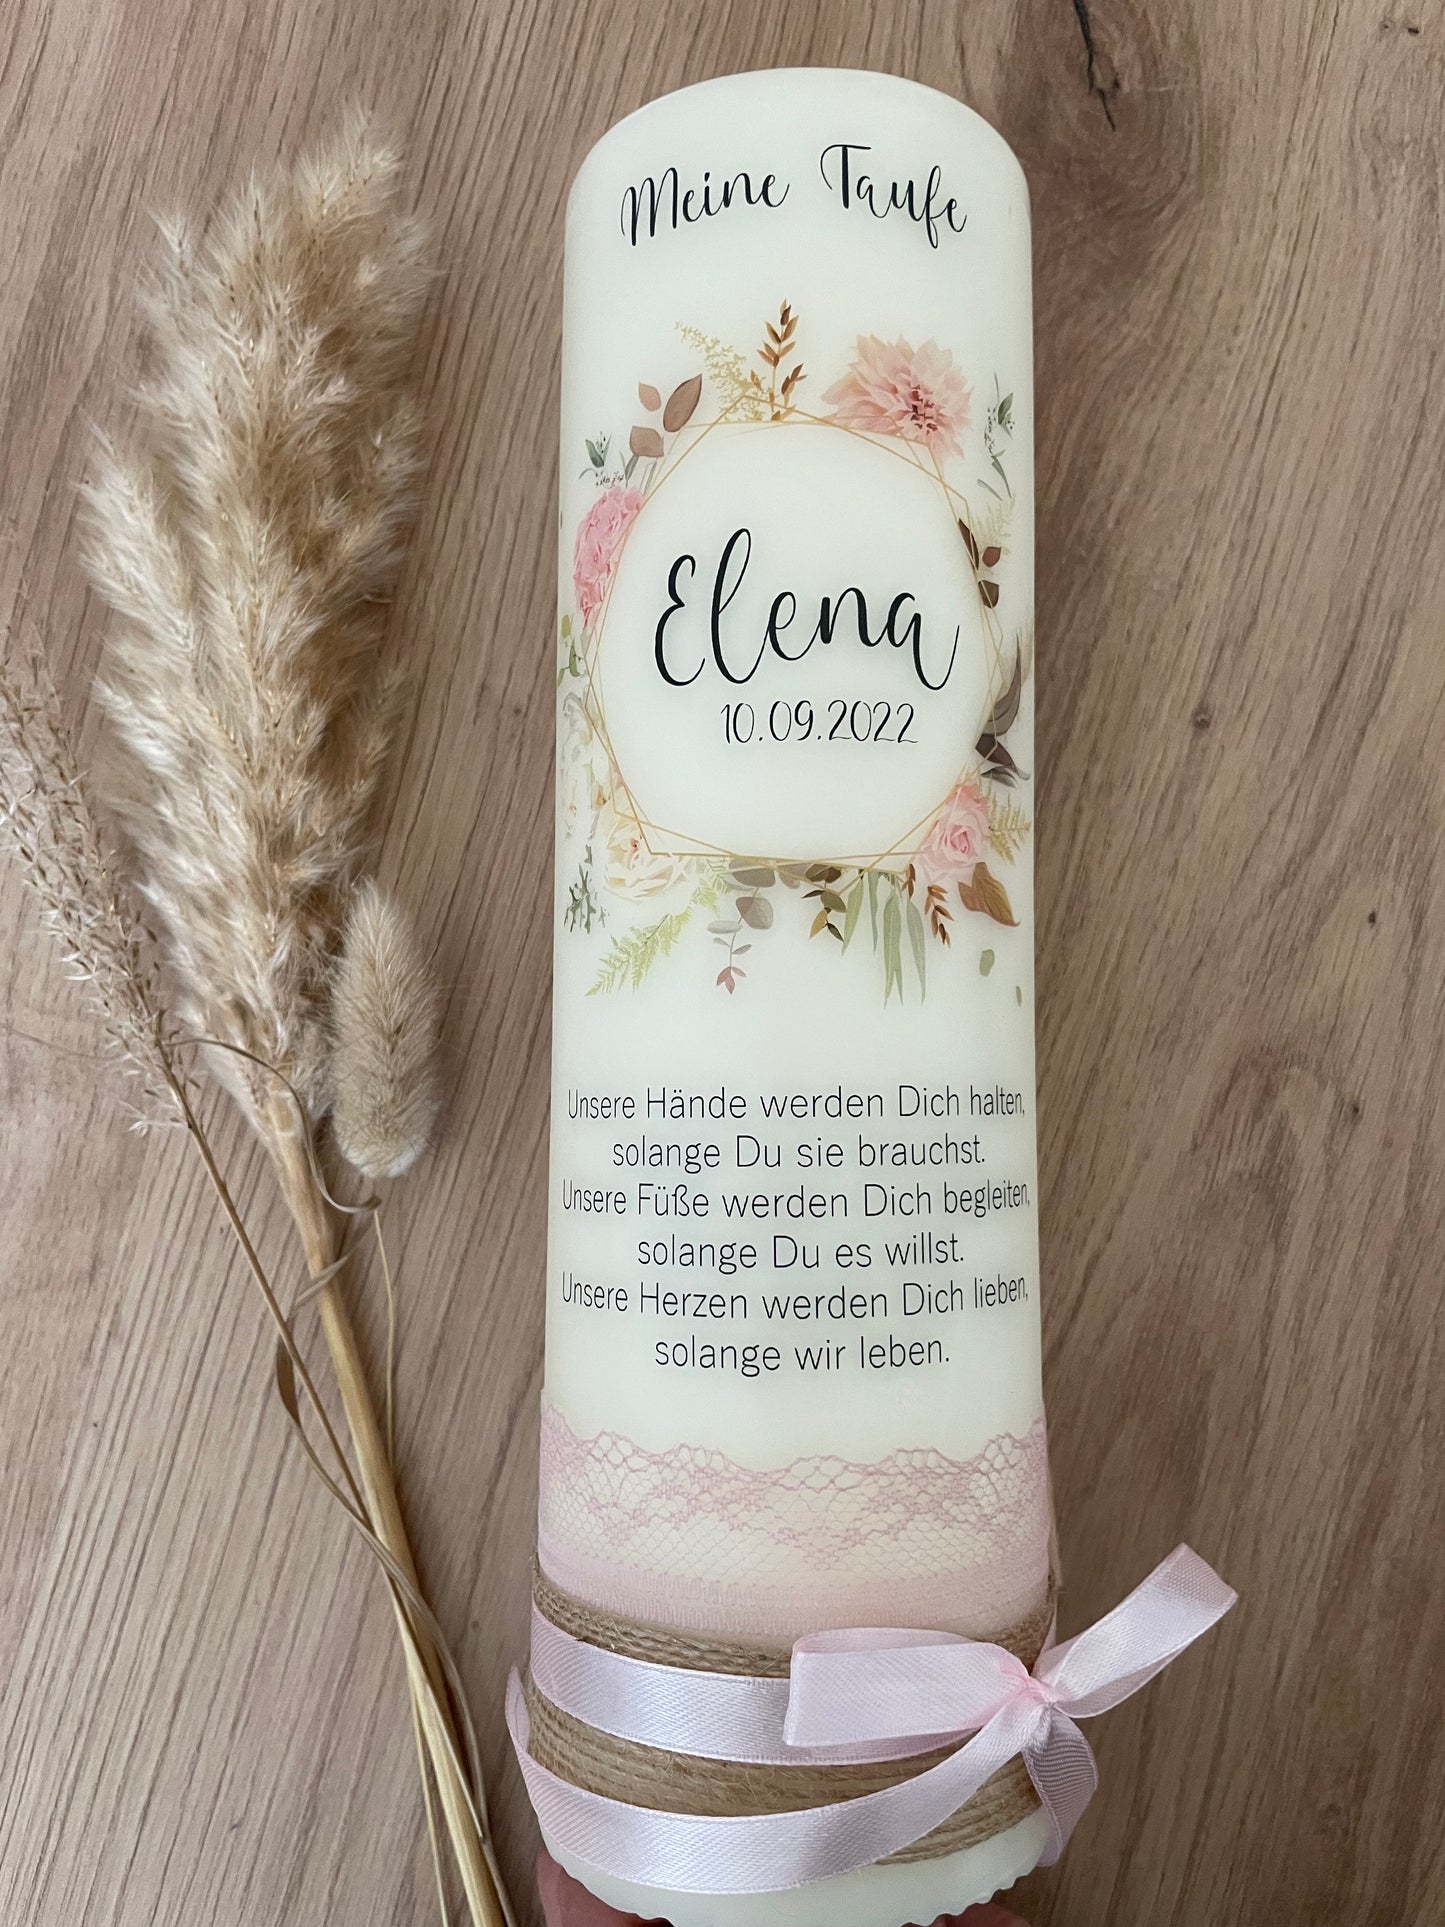 Meine Taufe
Elena
10.09.2022
Unsere Hände werden Dich halten,
solange Du sie brauchst.
Unsere Füße werden Dich begleiten,
solange Du es willst.
Unsere Herzen werden Dich lieben,
solange wir leben.